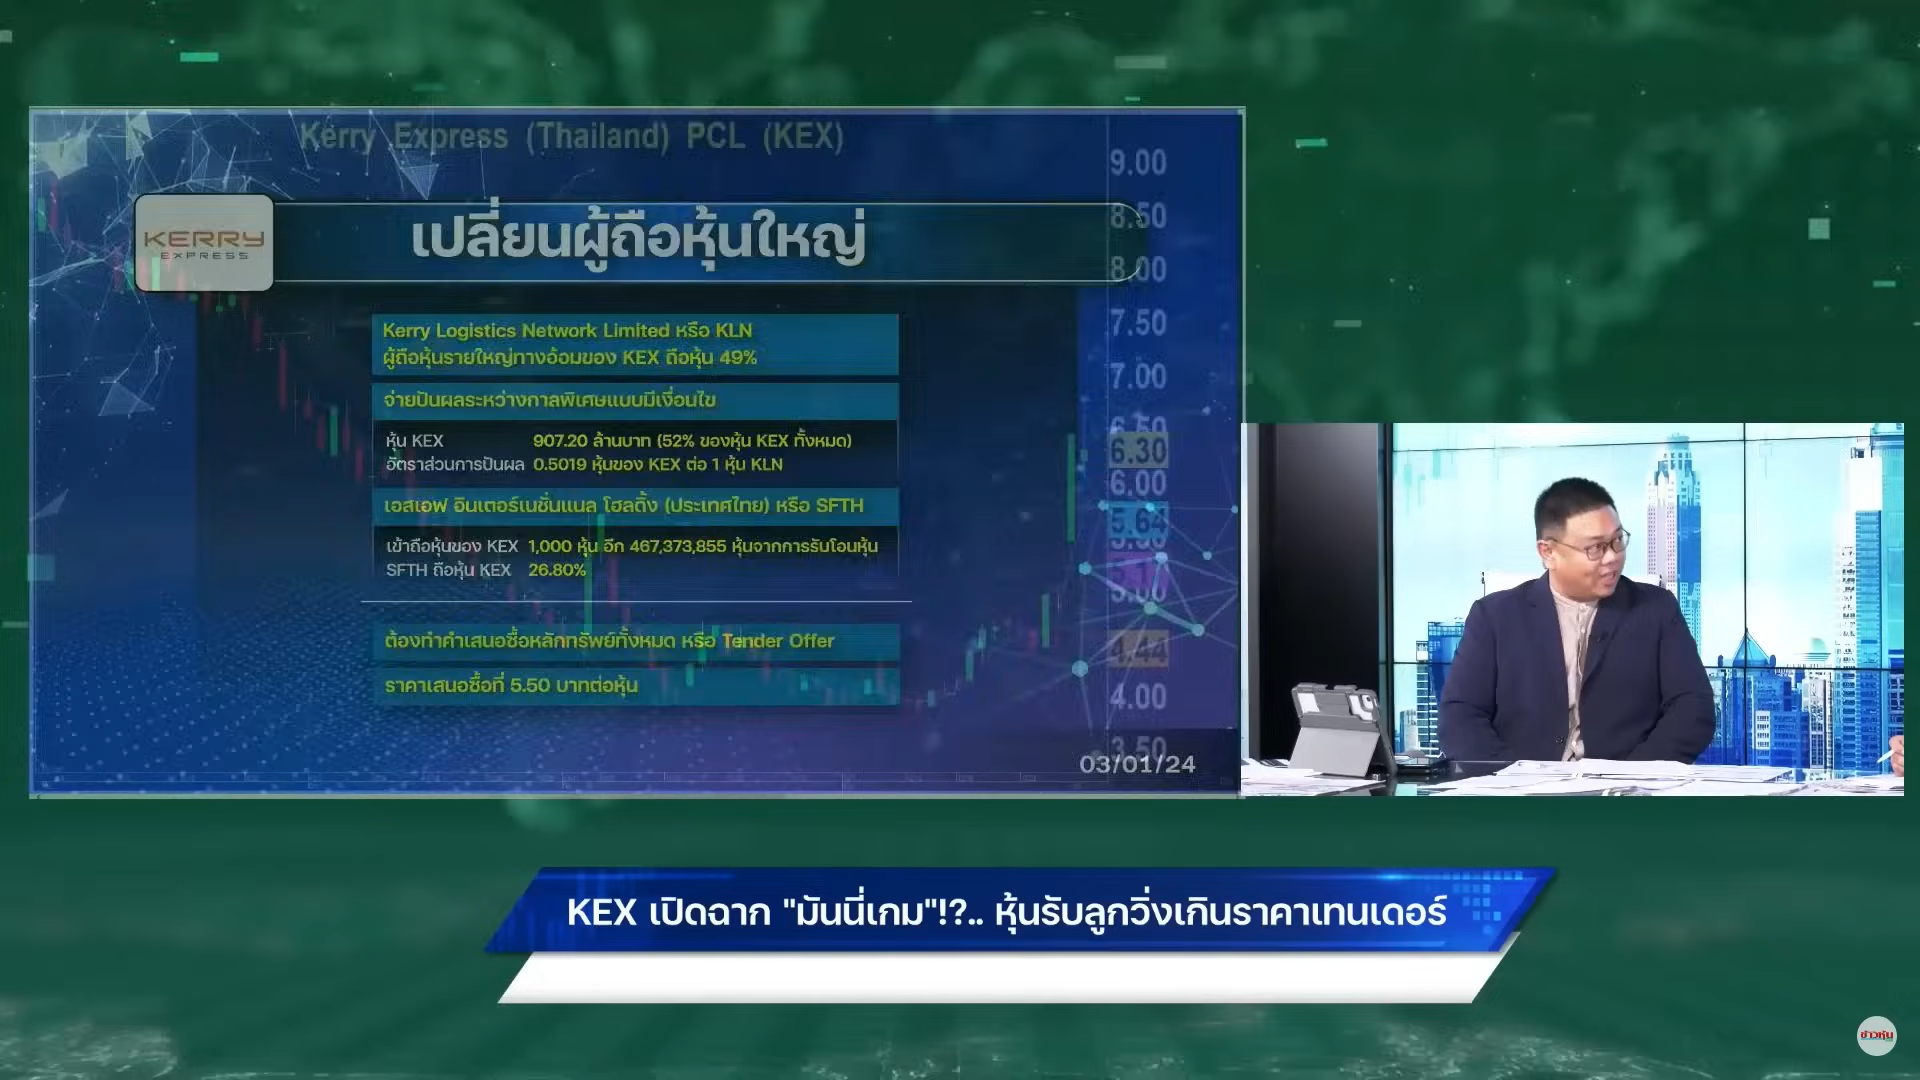 Kerry Express (Thailand) PCL (KEX)
KERRY
EXPRESS
เปลี่ยนผู้ถือหุ้นใหญ่
Kerry Logistics Network Limited หรือ KLN
ผู้ถือหุ้นรายใหญ่ทางอ้อมของ KEX ถือหุ้น 49%
จ่ายปันผลระหว่างกาลพิเศษแบบมีเงื่อนไข
หุ้น KEX 907.20 ล้านบาท (52% ของหุ้น KEX ทั้งหมด)
อัตราส่วนการปันผล 0.5019 หุ้นของ KEX ต่อ 1 หุ้น KLN
เอสเอฟ อินเตอร์เนชั่นแนล โฮลดิ้ง (ประเทศไทย) หรือ SFTH
เข้าถือหุ้นของ KEX 1,000 หุ้น อีก 467,373,855 หุ้นจากการรับโอนหุ้น
SFTH ถือหุ้น KEX 26.80%
ต้องทำคำเสนอซื้อหลักทรัพย์ทั้งหมด หรือ Tender Offer
ราคาเสนอซื้อที่ 5.50 บาทต่อหุ้น
9.00
8.50
8.00
7.50
7.00
6.50
6.30
6.00
5.64
5.50
5.00
4.44
4.00
3.50
03/01/24
KEX เปิดฉาก "มันนี่เกม"!?.. หุ้นรับลูกวิ่งเกินราคาเทนเดอร์
ข่าวหุ้น